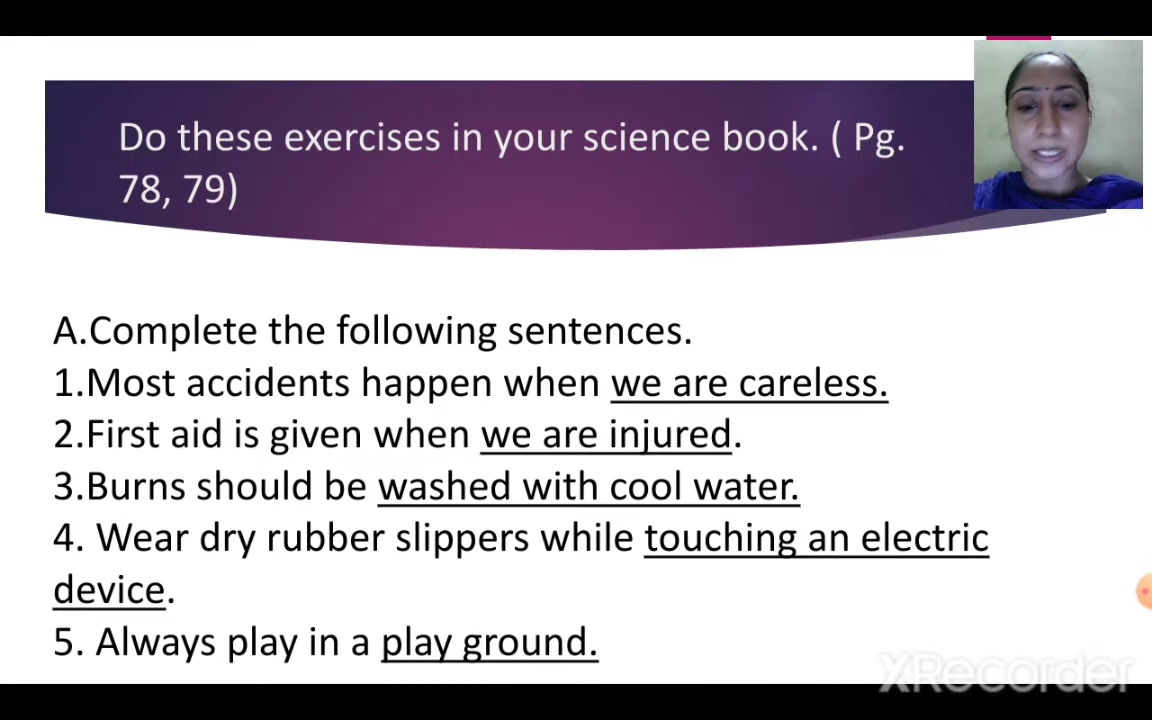 Do these exercises in your science book. ( Pg.
78, 79)
A.Complete the following sentences.
1.Most accidents happen when we are careless.
2.First aid is given when we are injured.
3.Burns should be washed with cool water.
4. Wear dry rubber slippers while touching an electric
device.
5. Always play in a play ground.
XRecorder